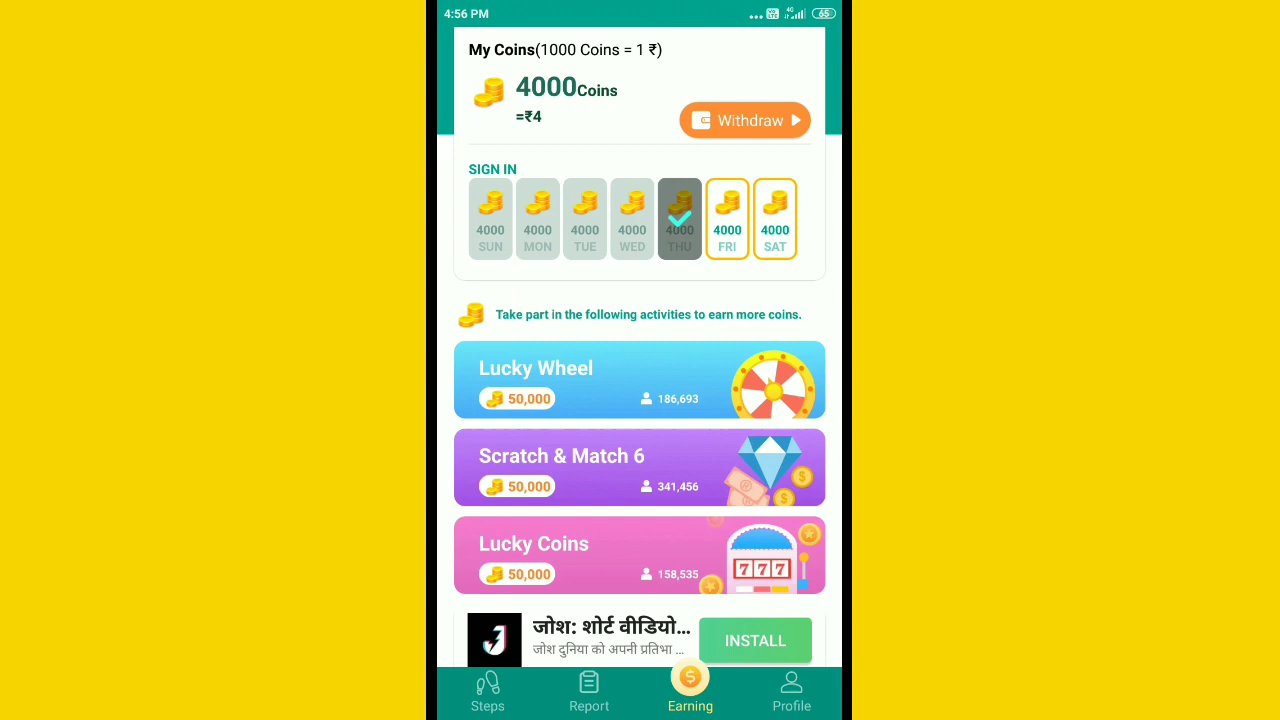 4:56 PM
4G
65
My Coins(1000 Coins = 1 ₹)
4000Coins
=₹4
Withdraw
SIGN IN
4000 4000 4000 4000 4000 4000 4000
SUN MON TUE WED THU FRI SAT
Take part in the following activities to earn more coins.
Lucky Wheel
50,000 186,693
Scratch & Match 6
50,000 341,456
Lucky Coins
777
50,000 158,535
जोश: शोर्ट वीडियो...
जोश दुनिया को अपनी प्रतिभा ...
INSTALL
Steps Report Earning Profile